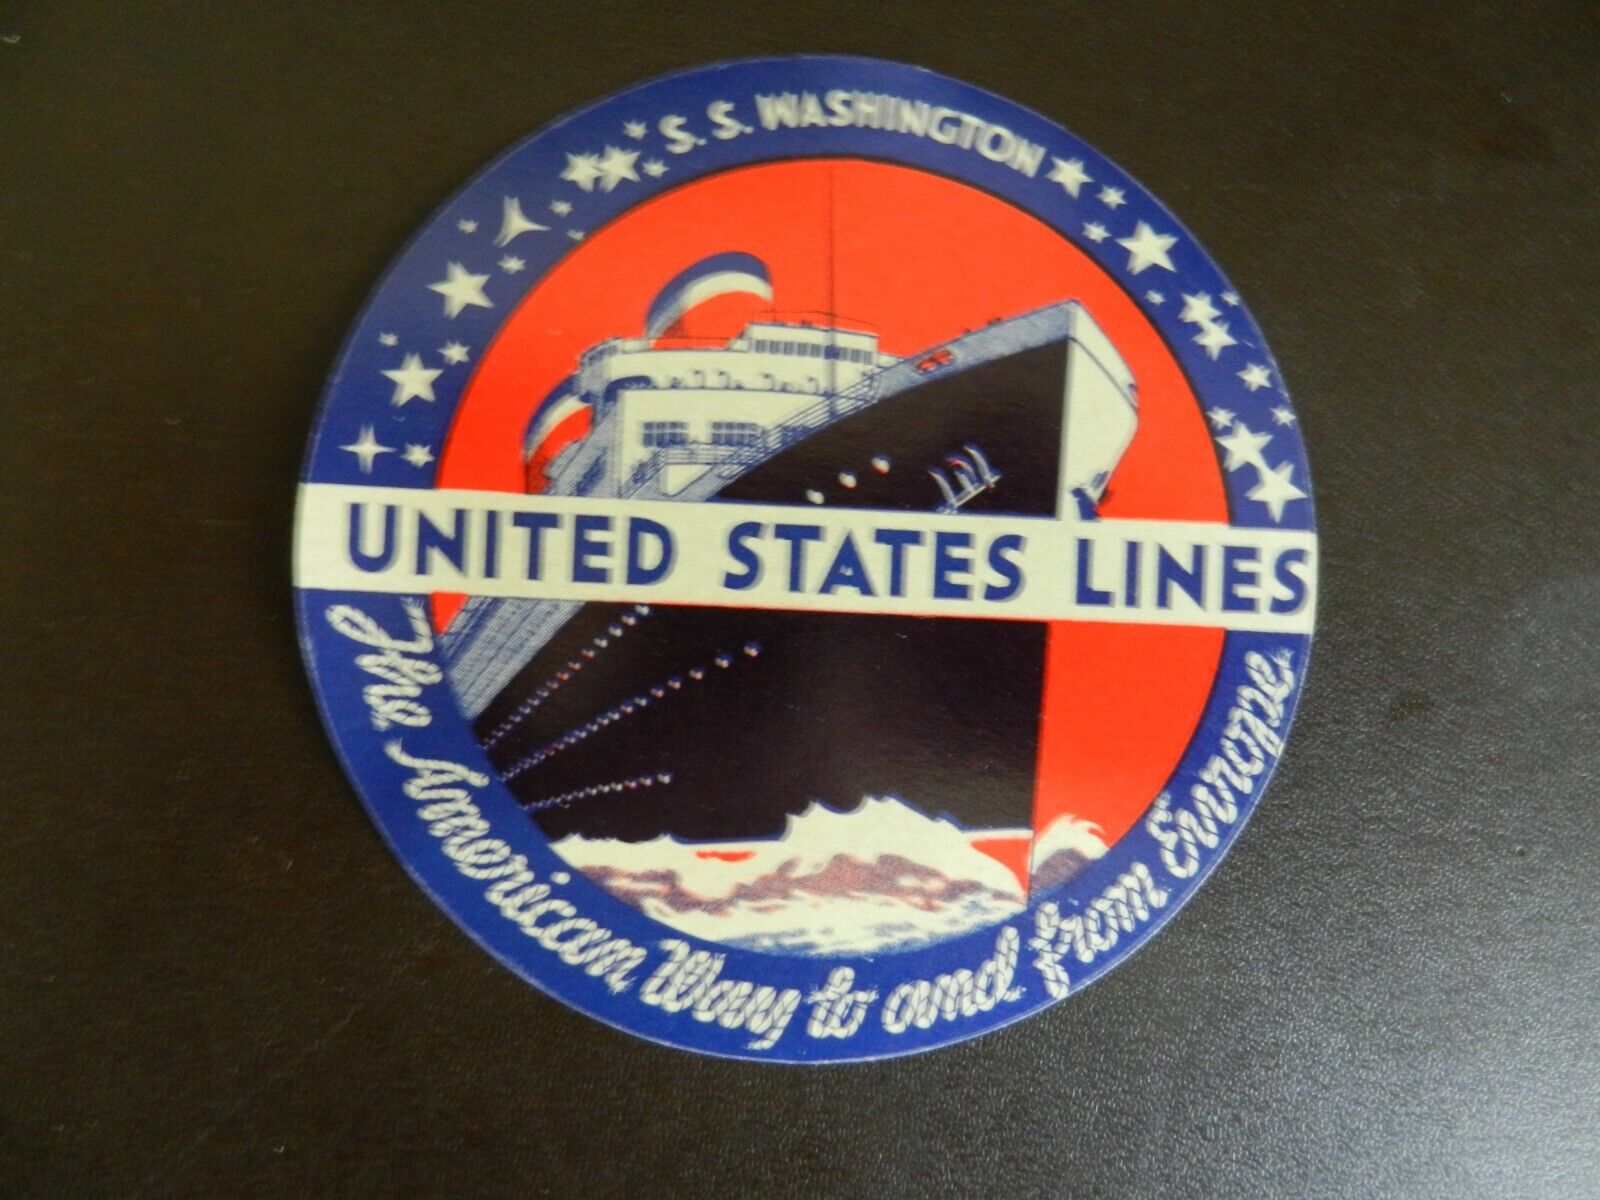 S. S. WASHINGTON
UNITED STATES LINES
The American Way to and from Europe